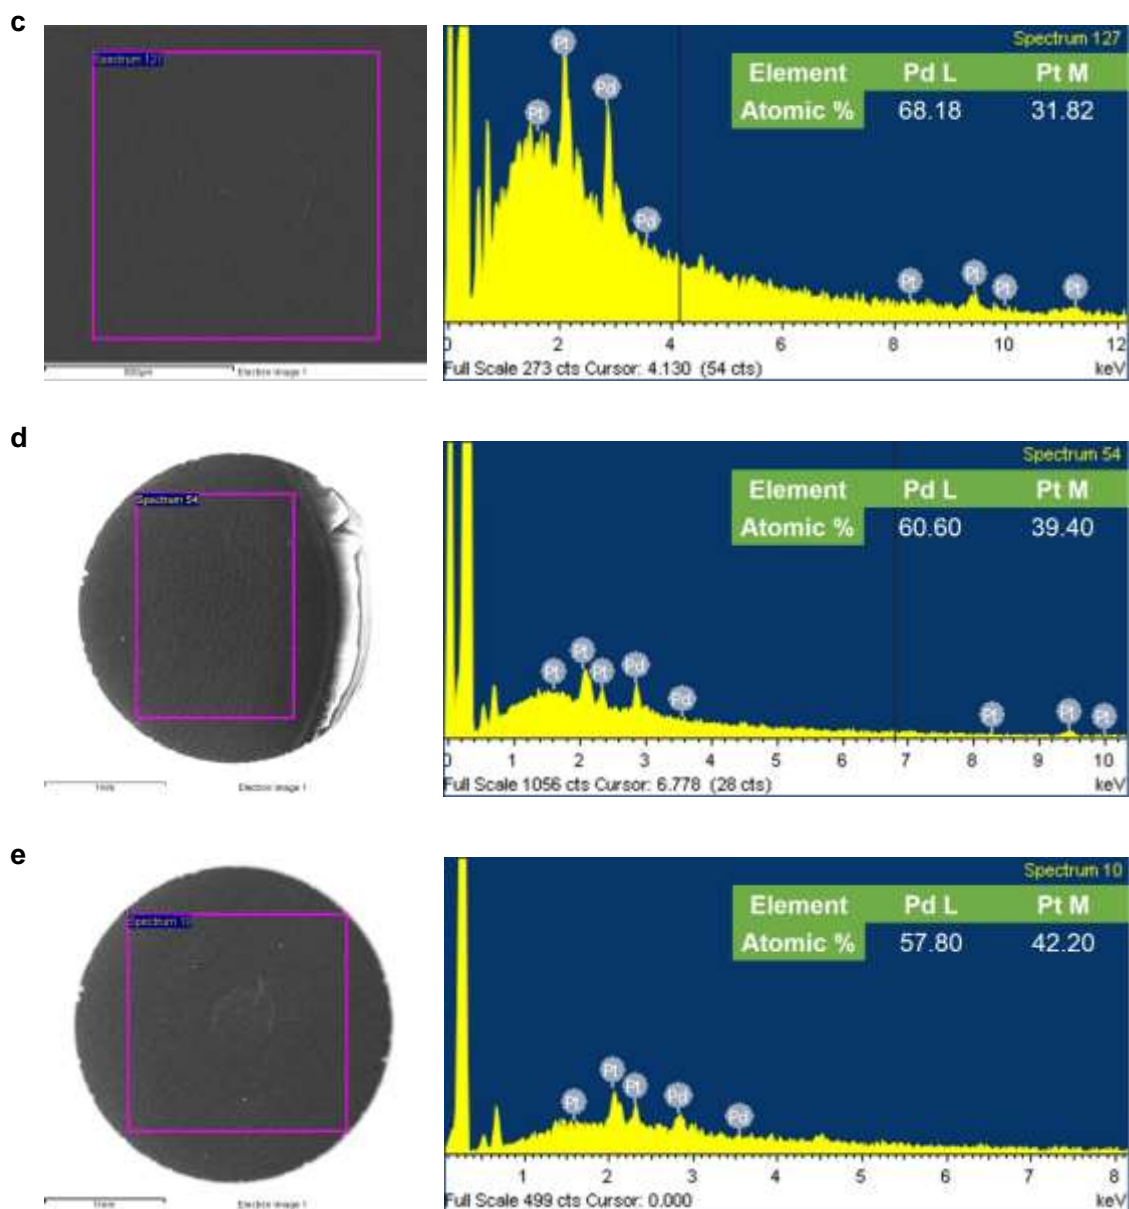 c
Spectrum 127
Spectrum 127
Element Pd L Pt M
Atomic % 68.18 31.82
Pt
Pd
Pt
Pd
Pt Pt Pt Pt
0 2 4 6 8 10 12
Full Scale 273 cts Cursor: 4.130 (54 cts) keV
Electron Image 1
d
Spectrum 54
Spectrum 54
Element Pd L Pt M
Atomic % 60.60 39.40
Pt Pt Pt Pd Pd Pt Pt Pt
0 1 2 3 4 5 6 7 8 9 10
Full Scale 1056 cts Cursor: 6.778 (28 cts) keV
1mm Electron Image 1
e
Spectrum 10
Spectrum 10
Element Pd L Pt M
Atomic % 57.80 42.20
Pt Pt Pt Pd Pd
1 2 3 4 5 6 7 8
Full Scale 499 cts Cursor: 0.000 keV
1mm Electron Image 1